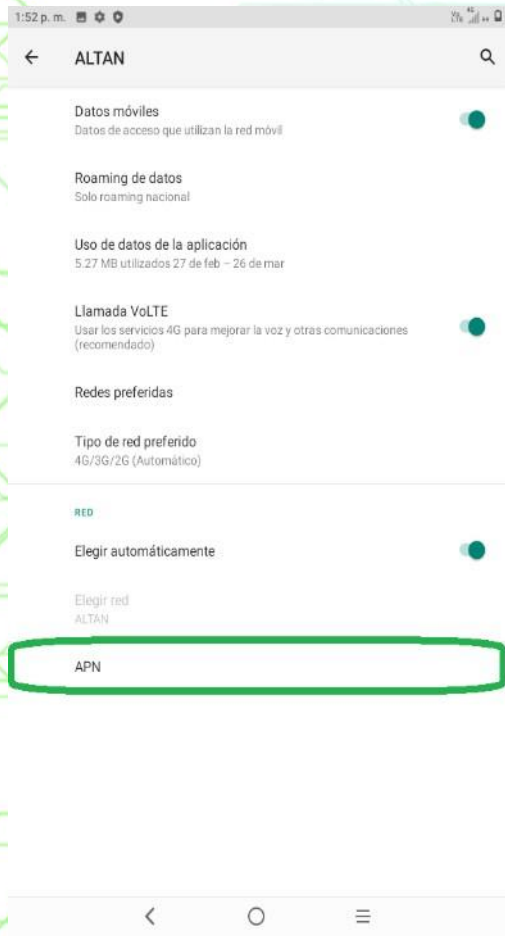 1:52 p. m.
4G
ALTAN
Datos móviles
Datos de acceso que utilizan la red móvil
Roaming de datos
Solo roaming nacional
Uso de datos de la aplicación
5.27 MB utilizados 27 de feb – 26 de mar
Llamada VoLTE
Usar los servicios 4G para mejorar la voz y otras comunicaciones
(recomendado)
Redes preferidas
Tipo de red preferido
4G/3G/2G (Automático)
RED
Elegir automáticamente
Elegir red
ALTAN
APN